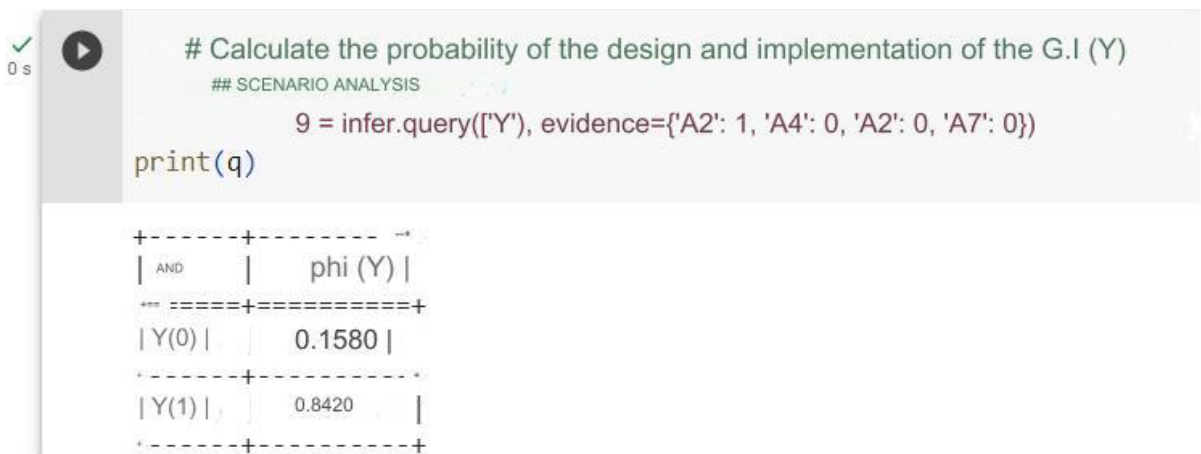 0 s
# Calculate the probability of the design and implementation of the G.I (Y)
## SCENARIO ANALYSIS
9 = infer.query(['Y'), evidence={'A2': 1, 'A4': 0, 'A2': 0, 'A7': 0})
print(q)
+------+--------
| AND | phi (Y) |
+== =====+==========+
| Y(0) | 0.1580 |
+------+----------
| Y(1) | 0.8420 |
+------+----------+